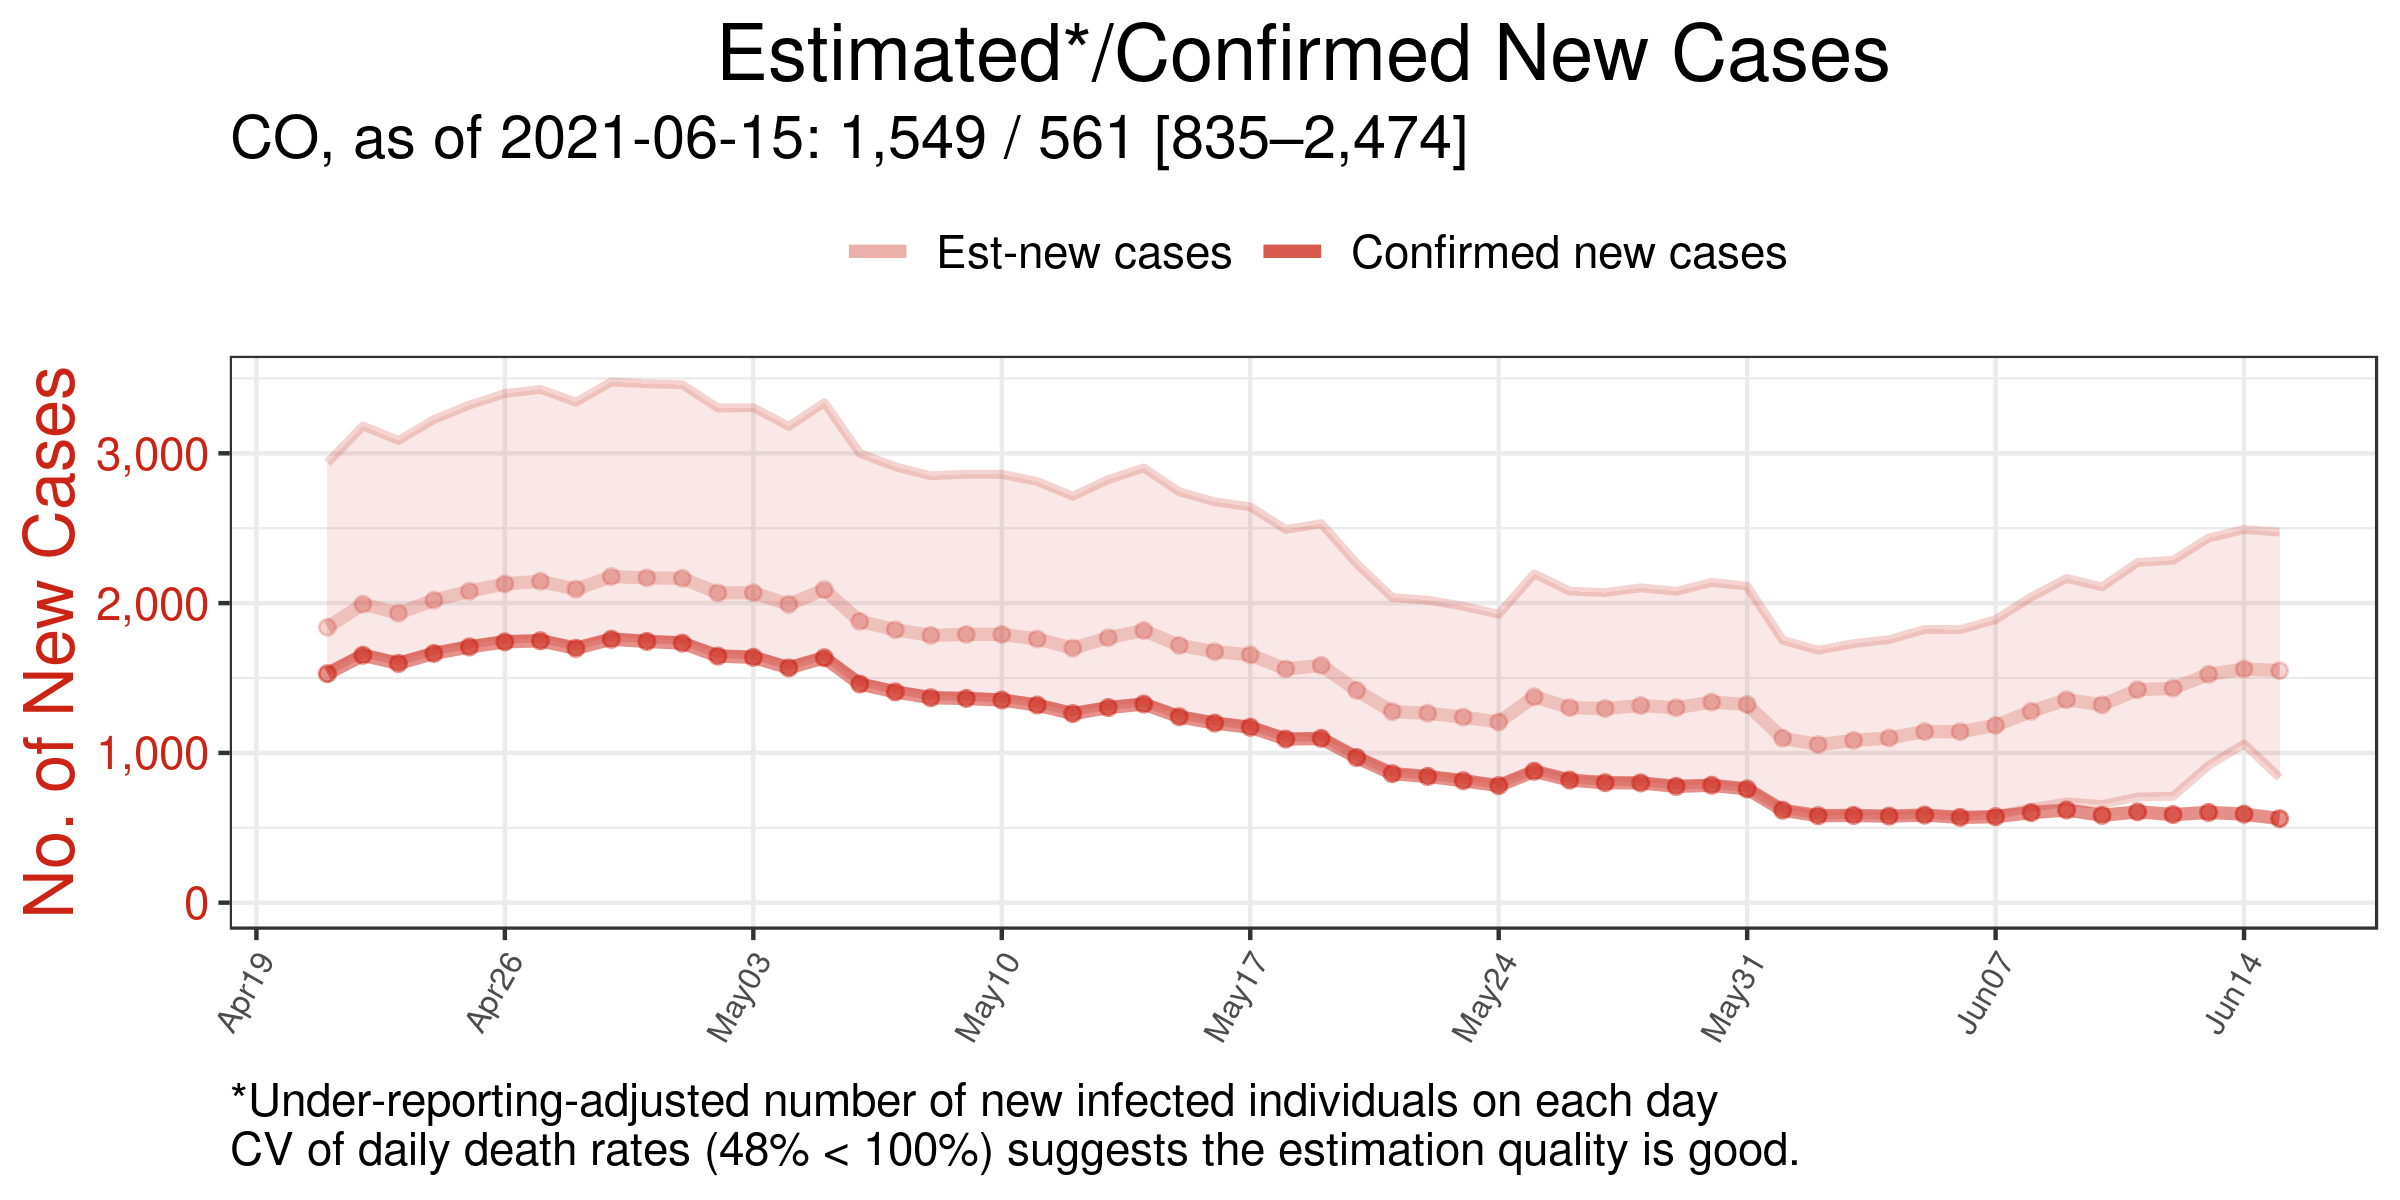 Estimated*/Confirmed New Cases
CO, as of 2021-06-15: 1,549 / 561 [835–2,474]
Est-new cases Confirmed new cases
No. of New Cases
3,000
2,000
1,000
0
Apr19 Apr26 May03 May10 May17 May24 May31 Jun07 Jun14
*Under-reporting-adjusted number of new infected individuals on each day
CV of daily death rates (48% < 100%) suggests the estimation quality is good.